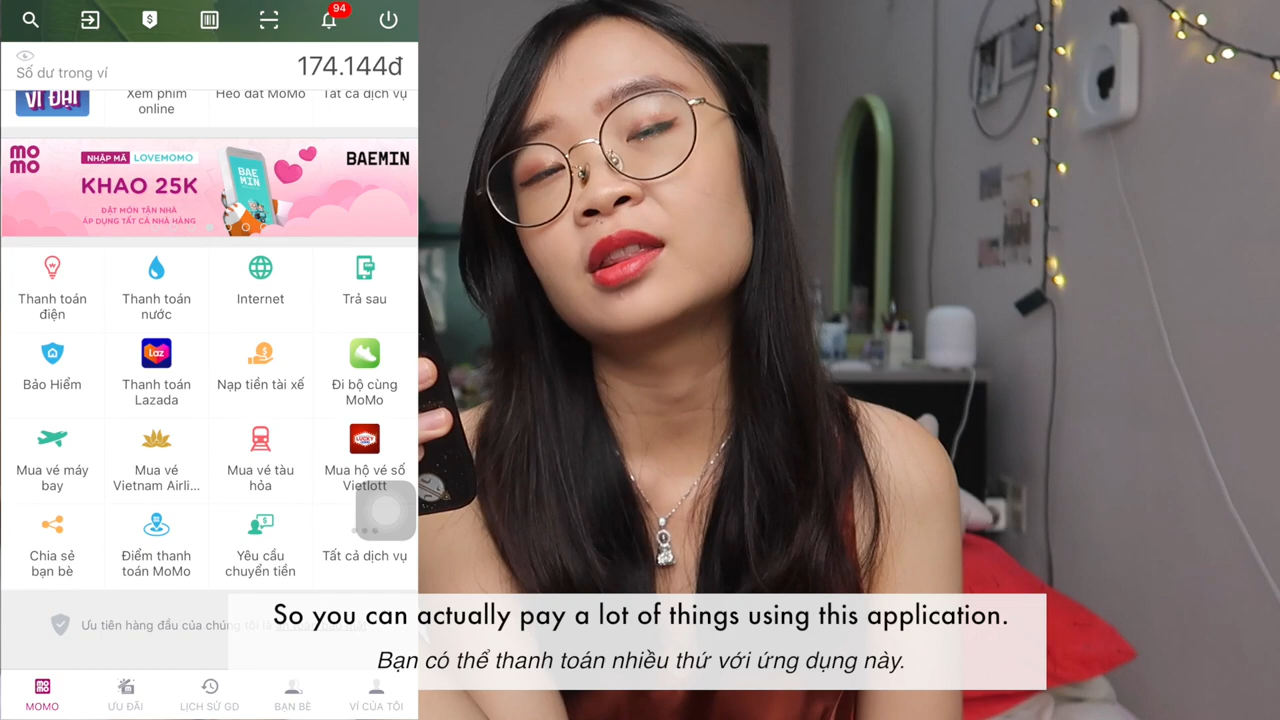 94
Số dư trong ví
174.144đ
VÍ ĐẠI
Xem phim
online
Heo đất MoMo
Tất cả dịch vụ
MOMO
NHẬP MÃ LOVEMOMO
KHAO 25K
ĐẶT MÓN TẬN NHÀ
ÁP DỤNG TẤT CẢ NHÀ HÀNG
BAEMIN
BAE
MIN
Thanh toán
điện
Thanh toán
nước
Internet
Trả sau
Bảo Hiểm
Laz
Thanh toán
Lazada
Nạp tiền tài xế
Đi bộ cùng
MoMo
Mua vé máy
bay
Mua vé
Vietnam Airli...
Mua vé tàu
hỏa
LUCKY
Mua hộ vé số
Vietlott
Chia sẻ
bạn bè
Điểm thanh
toán MoMo
Yêu cầu
chuyển tiền
Tất cả dịch vụ
Ưu tiên hàng đầu của chúng tôi là
So you can actually pay a lot of things using this application.
Bạn có thể thanh toán nhiều thứ với ứng dụng này.
MOMO
ƯU ĐÃI
LỊCH SỬ GD
BẠN BÈ
VÍ CỦA TÔI